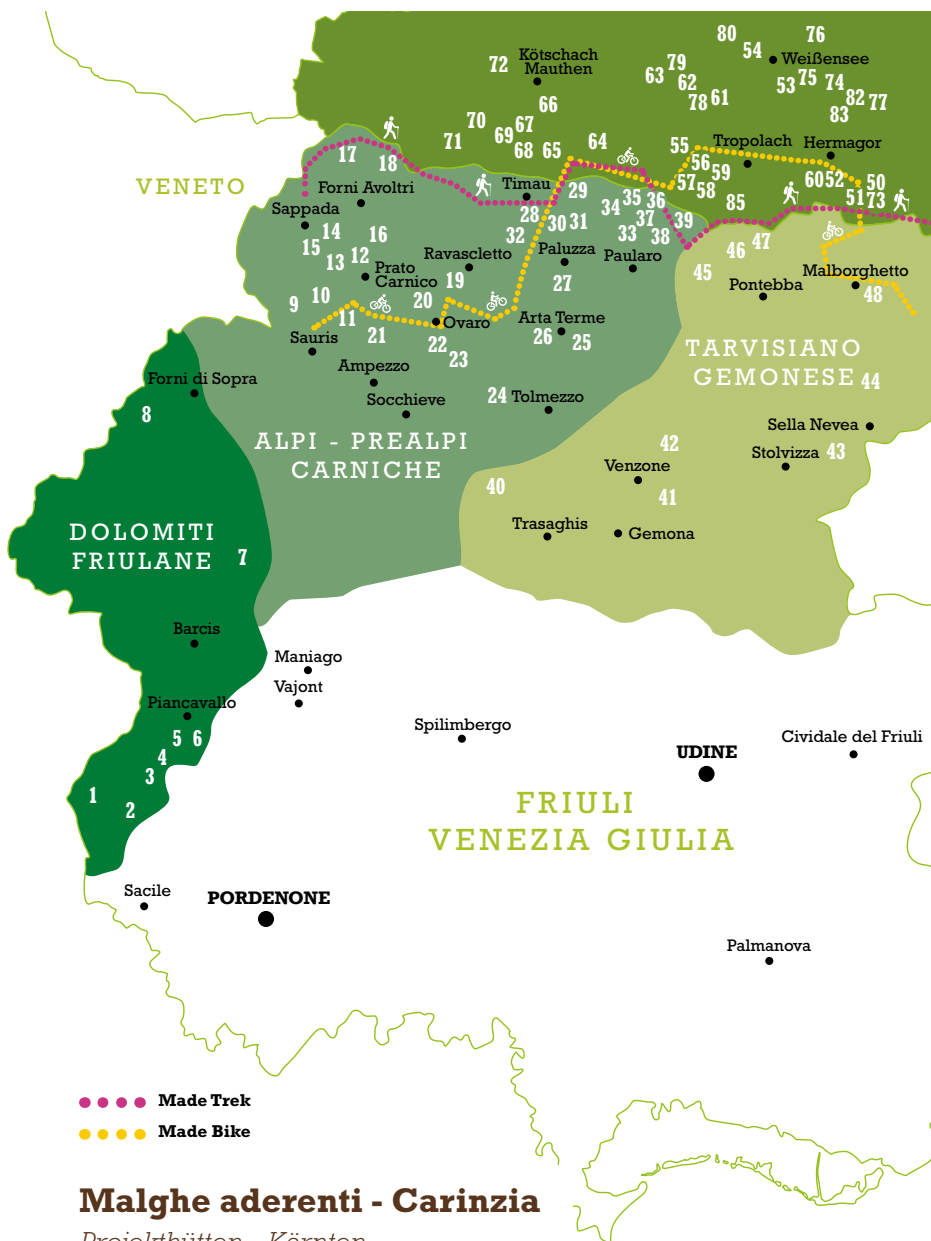 80
76
54
Weißensee
Kötschach
Mauthen
72
79
63
62
53
75
74
78
61
82
77
83
66
70
67
69
71
68
65
64
55
Tropolach
Hermagor
56
59
57
58
60
52
50
51
73
85
17
18
VENETO
Forni Avoltri
Timau
29
28
Sappada
14
16
15
13
12
32
30
31
34
35
36
37
33
38
39
Ravascletto
Paluzza
Paularo
Prato
Carnico
19
27
46
47
45
Pontebba
Malborghetto
48
9
10
20
11
21
Ovaro
22
23
Arta Terme
26
25
Sauris
Ampezzo
Socchieve
24
Tolmezzo
TARVISIANO
GEMONESE
44
Forni di Sopra
8
ALPI - PREALPI
CARNICHE
42
Sella Nevea
Stolvizza
43
Venzone
40
41
Trasaghis
Gemona
DOLOMITI
FRIULANE
7
Barcis
Maniago
Vajont
Piancavallo
5
6
4
3
1
2
Spilimbergo
UDINE
Cividale del Friuli
FRIULI
VENEZIA GIULIA
Sacile
PORDENONE
Palmanova
Made Trek
Made Bike
Malghe aderenti - Carinzia
Projekthütten - Kärnten